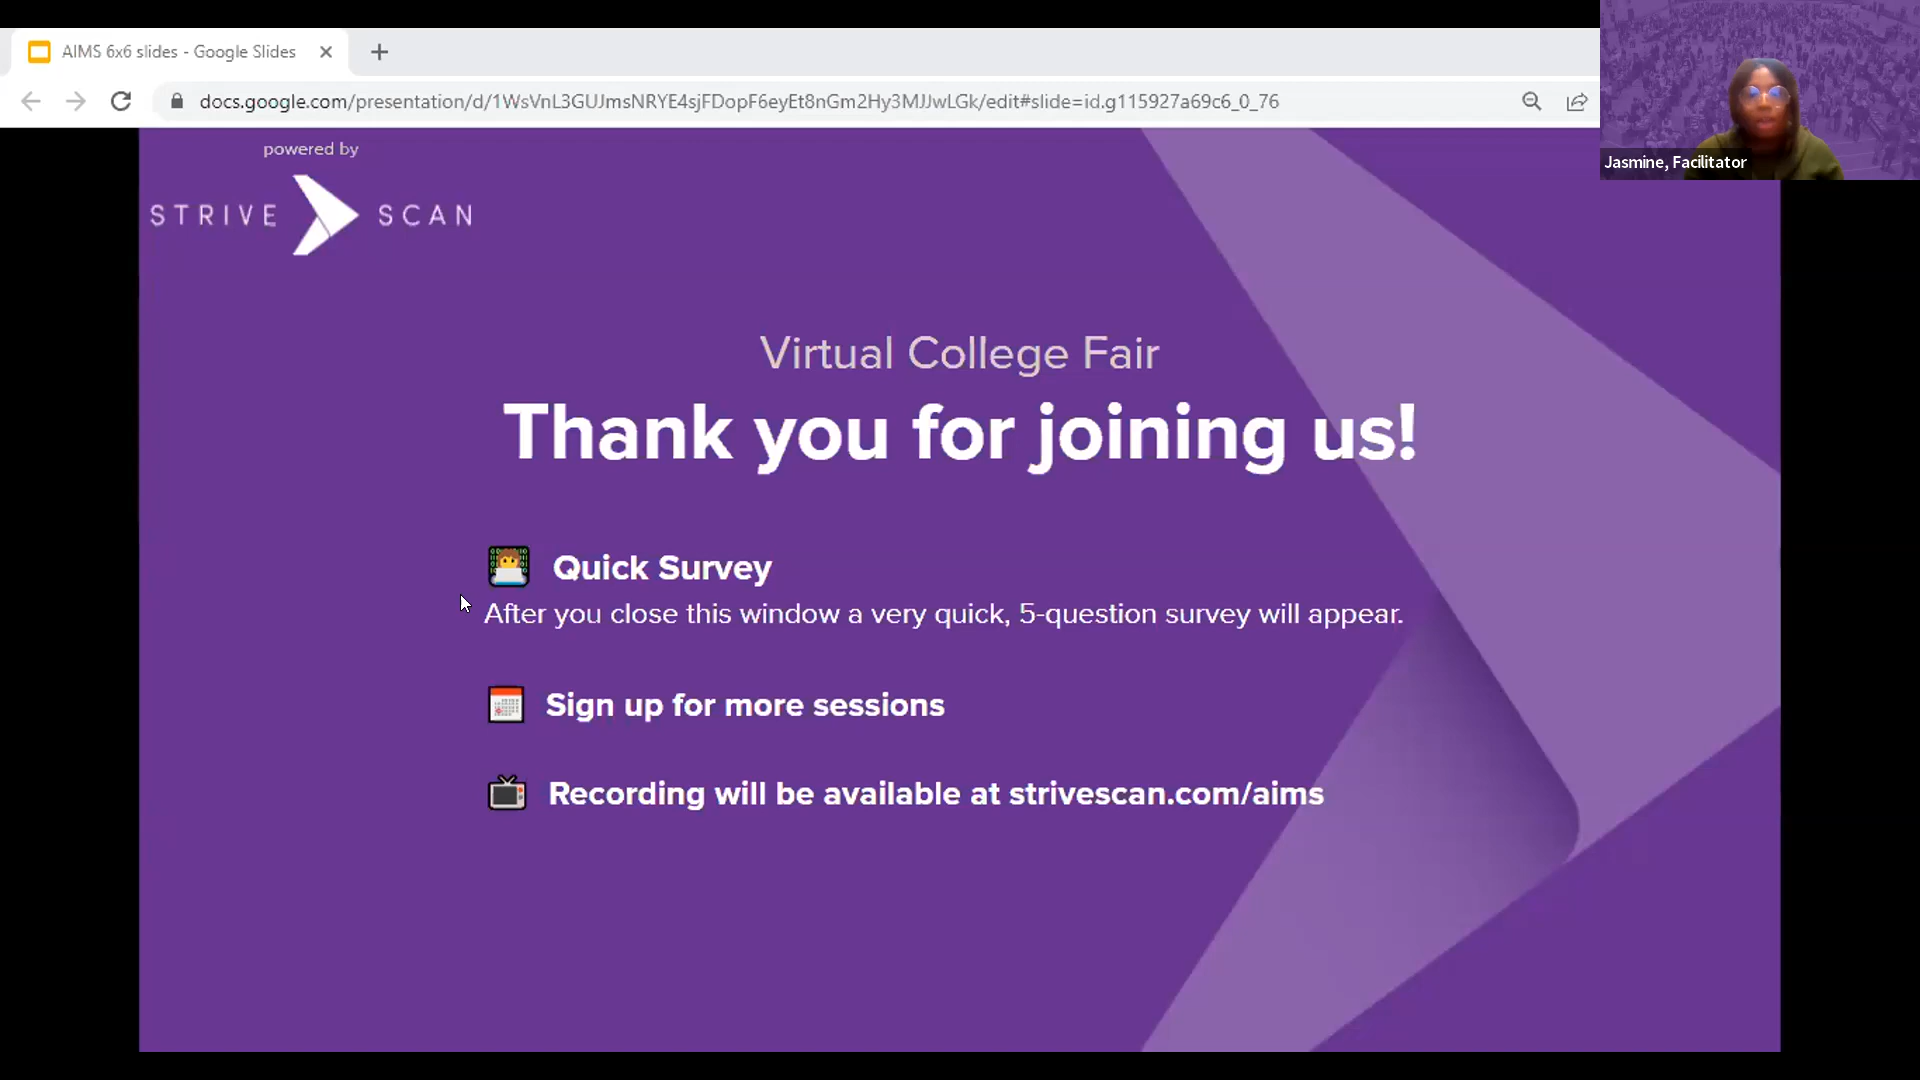 AIMS 6x6 slides - Google Slides
docs.google.com/presentation/d/1WsVnL3GUJmsNRYE4sjFDopF6eyEt8nGm2Hy3MJJwLGk/edit#slide=id.g115927a69c6_0_76
Jasmine, Facilitator
powered by
STRIVE SCAN
Virtual College Fair
Thank you for joining us!
Quick Survey
After you close this window a very quick, 5-question survey will appear.
Sign up for more sessions
Recording will be available at strivescan.com/aims